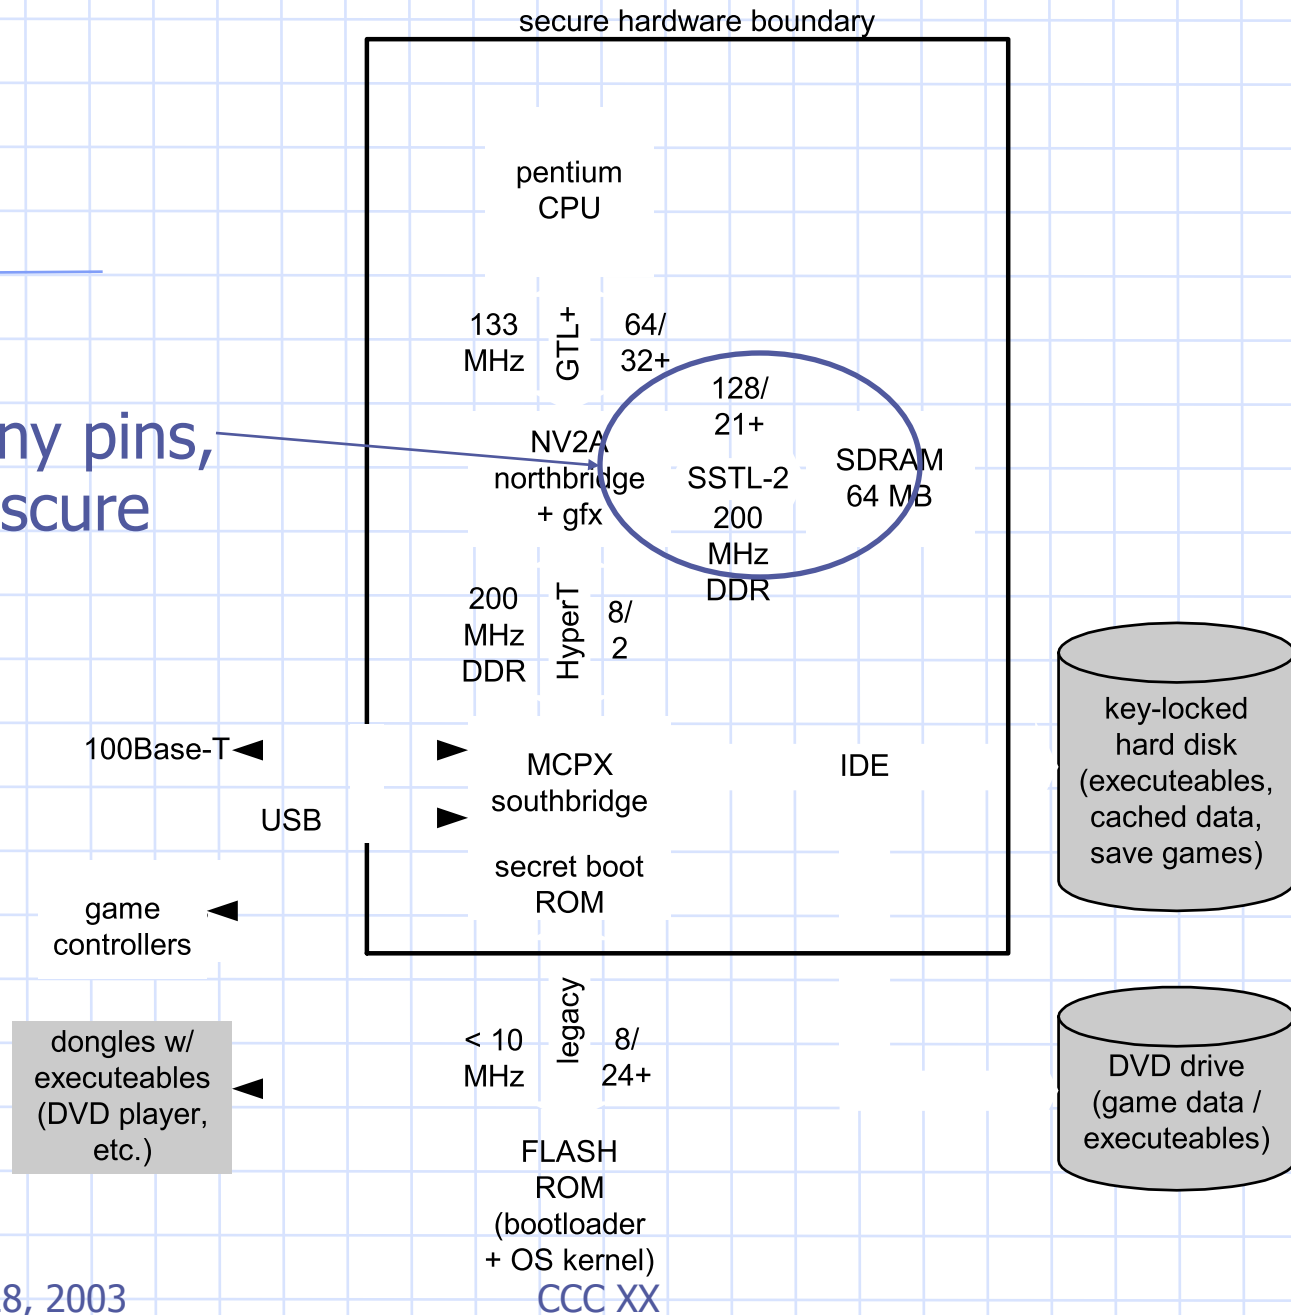 secure hardware boundary
pentium
CPU
133
MHz
GTL+
64/
32+
128/
21+
ny pins,
scure
NV2A
northbridge
+ gfx
SSTL-2
SDRAM
64 MB
200
MHz
DDR
200
MHz
DDR
HyperT
8/
2
100Base-T
USB
MCPX
southbridge
secret boot
ROM
IDE
key-locked
hard disk
(executeables,
cached data,
save games)
game
controllers
dongles w/
executeables
(DVD player,
etc.)
< 10
MHz
legacy
8/
24+
DVD drive
(game data /
executeables)
FLASH
ROM
(bootloader
+ OS kernel)
8, 2003
CCC XX